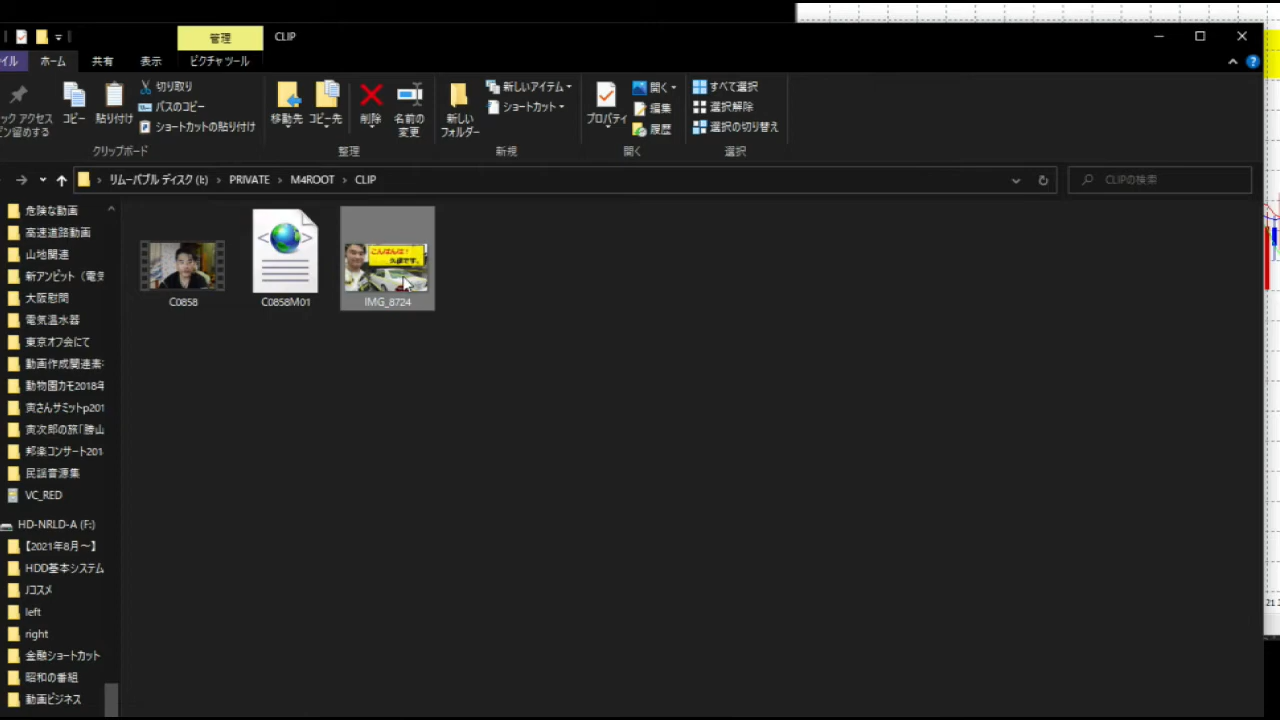 管理
CLIP
イル
ホーム
共有
表示
ピクチャ ツール
ック アクセス
ピン留めする
コピー
貼り付け
切り取り
パスのコピー
ショートカットの貼り付け
クリップボード
移動先
コピー先
削除
名前の
変更
整理
新しい
フォルダー
新しいアイテム
ショートカット
新規
プロパティ
開く
編集
履歴
開く
すべて選択
選択解除
選択の切り替え
選択
リムーバブル ディスク (I:) › PRIVATE › M4ROOT › CLIP
CLIPの検索
危険な動画
高速道路動画
山地関連
新アンビット（電
大阪慰問
電気温水器
東京オフ会にて
動画作成関連素
動物園カモ2018年
寅さんサミットp201
寅次郎の旅「勝山
邦楽コンサート201
民謡音源集
VC_RED
HD-NRLD-A (F:)
【2021年8月～】
HDD基本システム
Jコスメ
left
right
金融ショートカット
昭和の番組
動画ビジネス
C0858
C0858M01
こんばんは！
です。
IMG_8724
21